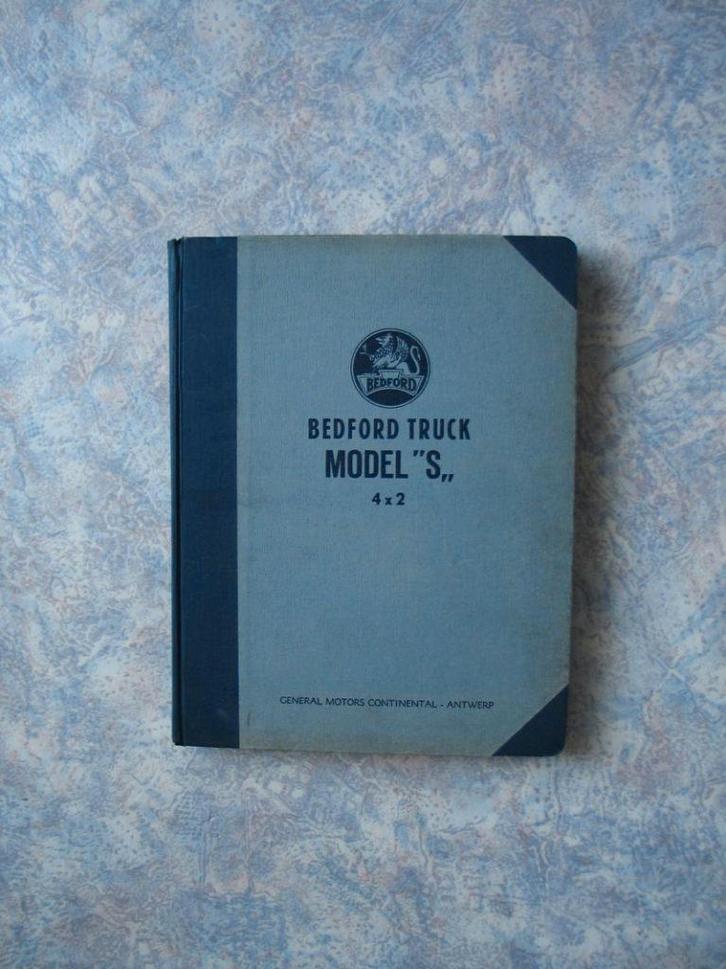 BEDFORD
BEDFORD TRUCK
MODEL "S„
4 x 2
GENERAL MOTORS CONTINENTAL - ANTWERP